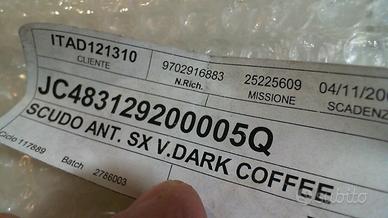 ITAD121310 9702916883 25225609 04/11/200
CLIENTE N.Rich. MISSIONE SCADENZ
JC483129200005Q
SCUDO ANT. SX V.DARK COFFEE
Ciclo 117889 Batch 2786003
subito